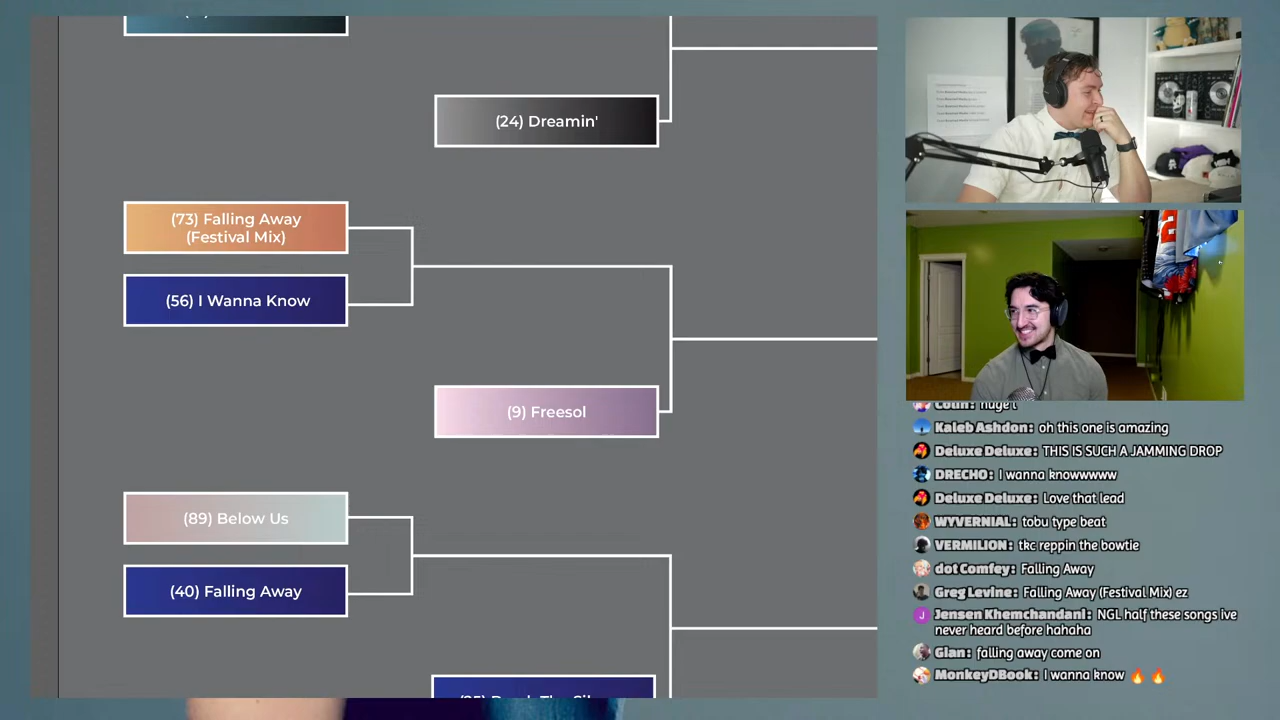 (24) Dreamin'
(73) Falling Away
(Festival Mix)
(56) I Wanna Know
(9) Freesol
(89) Below Us
(40) Falling Away
Kaleb Ashdon: oh this one is amazing
Deluxe Deluxe: THIS IS SUCH A JAMMING DROP
DRECHO: I wanna knowwwww
Deluxe Deluxe: Love that lead
WYVERNIAL: tobu type beat
VERMILION: tkc reppin the bowtie
dot Comfey: Falling Away
Greg Levine: Falling Away (Festival Mix) ez
J Jensen Khemchandani: NGL half these songs ive
never heard before hahaha
Gian: falling away come on
MonkeyDBook: I wanna know 🔥 🔥